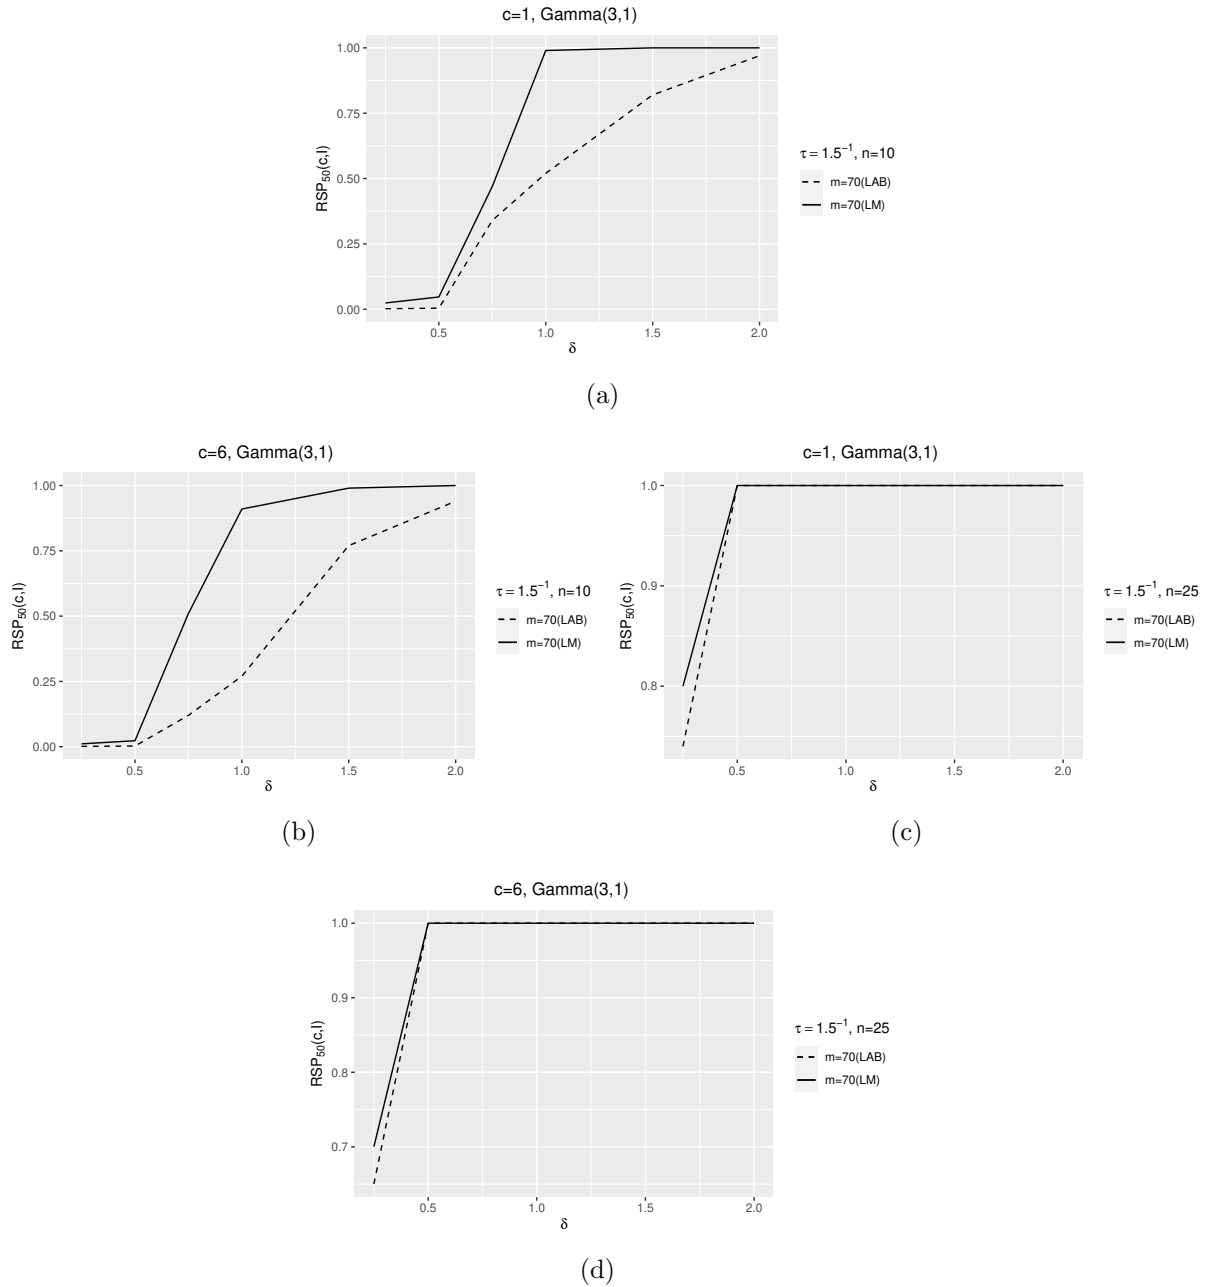 c=1, Gamma(3,1)
RSP₅₀(c,I)
1.00
0.75
0.50
0.25
0.00
0.5 1.0 1.5 2.0
δ
τ = 1.5⁻¹, n=10
m=70(LAB)
m=70(LM)
(a)
c=6, Gamma(3,1)
RSP₅₀(c,I)
1.00
0.75
0.50
0.25
0.00
0.5 1.0 1.5 2.0
δ
τ = 1.5⁻¹, n=10
m=70(LAB)
m=70(LM)
(b)
c=1, Gamma(3,1)
RSP₅₀(c,I)
1.0
0.9
0.8
0.5 1.0 1.5 2.0
δ
τ = 1.5⁻¹, n=25
m=70(LAB)
m=70(LM)
(c)
c=6, Gamma(3,1)
RSP₅₀(c,I)
1.0
0.9
0.8
0.7
0.5 1.0 1.5 2.0
δ
τ = 1.5⁻¹, n=25
m=70(LAB)
m=70(LM)
(d)